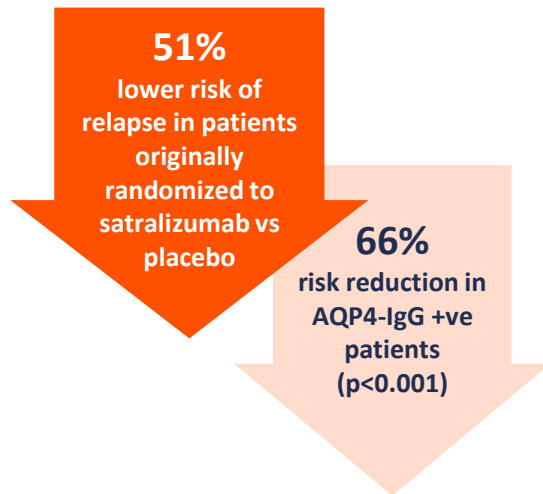 51%
lower risk of
relapse in patients
originally
randomized to
satralizumab vs
placebo
66%
risk reduction in
AQP4-IgG +ve
patients
(p<0.001)